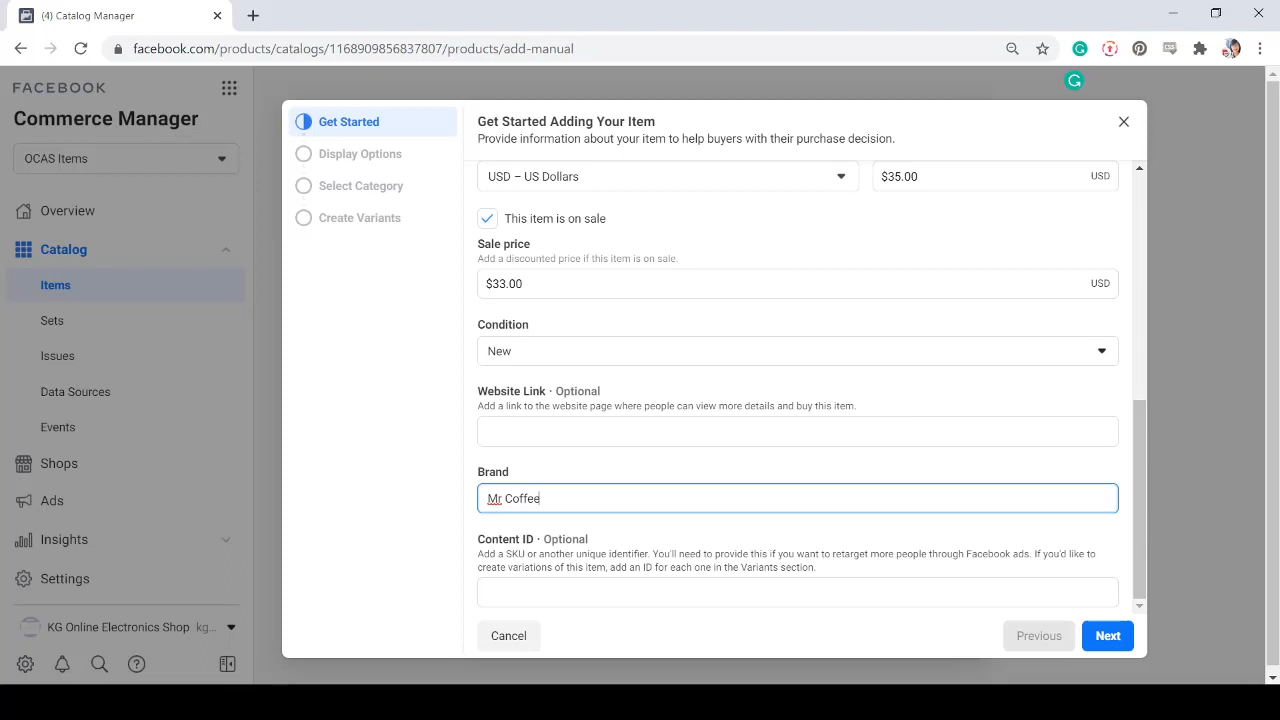 (4) Catalog Manager
facebook.com/products/catalogs/1168909856837807/products/add-manual
FACEBOOK
Commerce Manager
OCAS Items
Overview
Catalog
Items
Sets
Issues
Data Sources
Events
Shops
Ads
Insights
Settings
KG Online Electronics Shop kg...
Get Started
Display Options
Select Category
Create Variants
Get Started Adding Your Item
Provide information about your item to help buyers with their purchase decision.
USD – US Dollars
$35.00 USD
This item is on sale
Sale price
Add a discounted price if this item is on sale.
$33.00 USD
Condition
New
Website Link · Optional
Add a link to the website page where people can view more details and buy this item.
Brand
Mr Coffee
Content ID · Optional
Add a SKU or another unique identifier. You'll need to provide this if you want to retarget more people through Facebook ads. If you'd like to
create variations of this item, add an ID for each one in the Variants section.
Cancel
Previous
Next